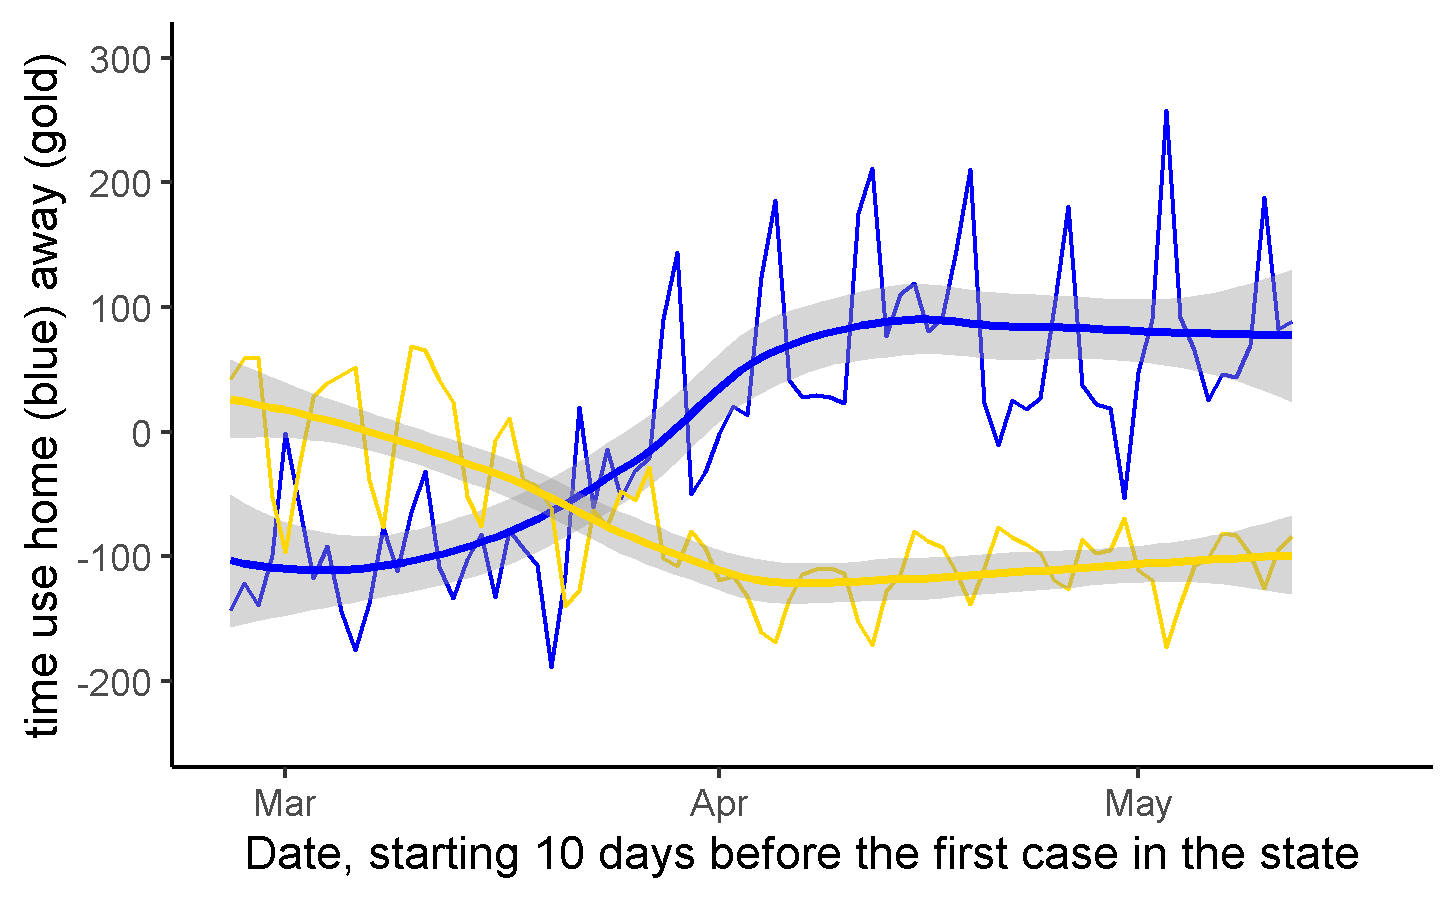 time use home (blue) away (gold)
300
200
100
0
-100
-200
Mar
Apr
May
Date, starting 10 days before the first case in the state